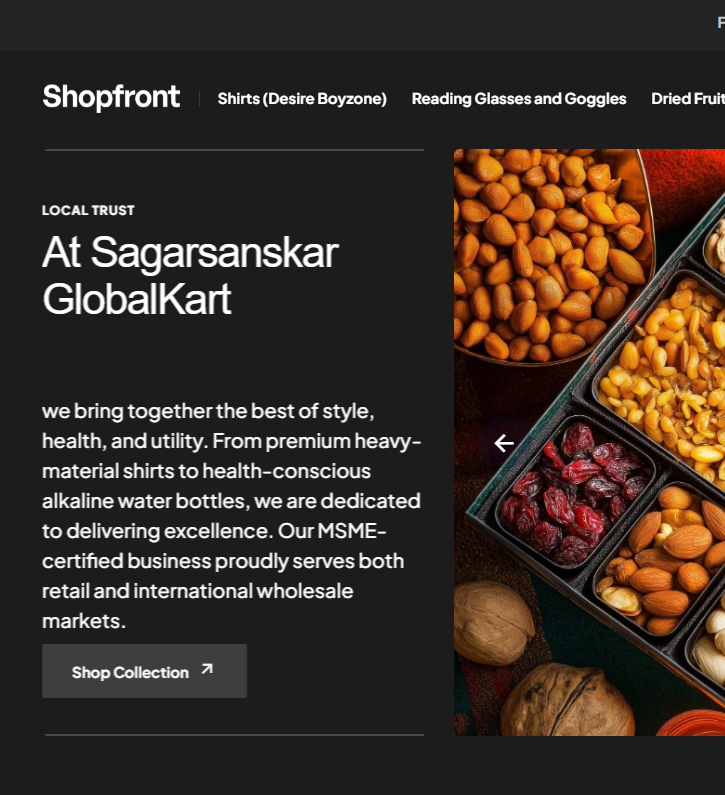 F
Shopfront
Shirts (Desire Boyzone) Reading Glasses and Goggles Dried Fruit
LOCAL TRUST
At Sagarsanskar
GlobalKart
we bring together the best of style,
health, and utility. From premium heavy-
material shirts to health-conscious
alkaline water bottles, we are dedicated
to delivering excellence. Our MSME-
certified business proudly serves both
retail and international wholesale
markets.
Shop Collection